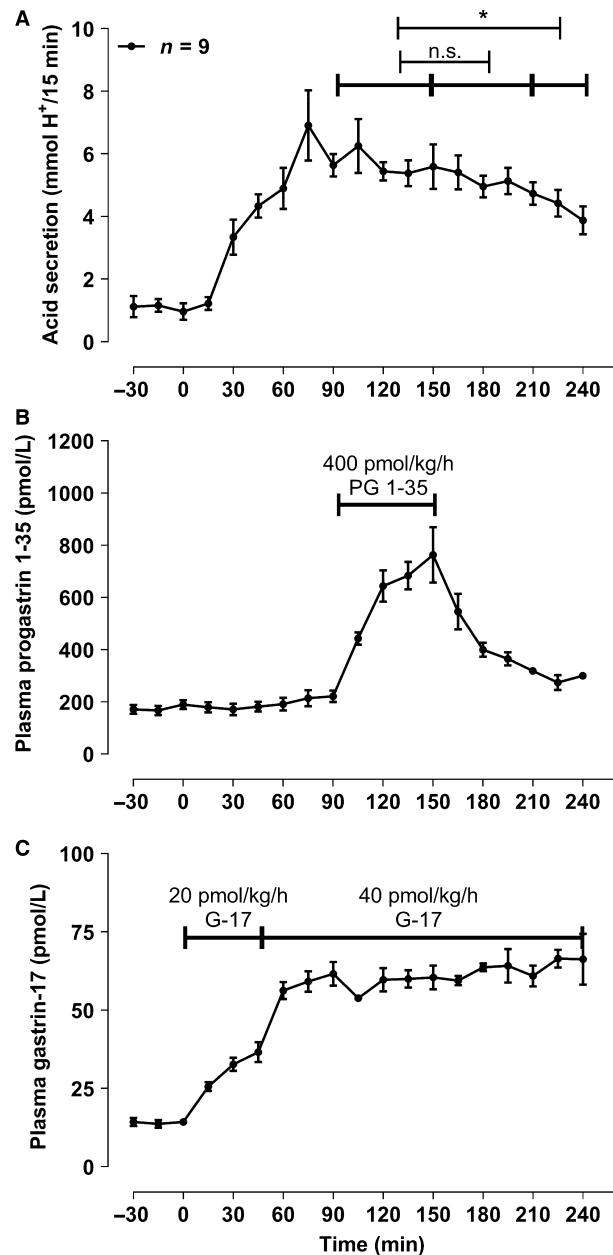 A
Acid secretion (mmol H+/15 min)
10
8
6
4
2
0
n = 9
*
n.s.
−30 0 30 60 90 120 150 180 210 240
B
Plasma progastrin 1-35 (pmol/L)
1200
1000
800
600
400
200
0
400 pmol/kg/h
PG 1-35
−30 0 30 60 90 120 150 180 210 240
C
Plasma gastrin-17 (pmol/L)
100
75
50
25
0
20 pmol/kg/h
G-17
40 pmol/kg/h
G-17
−30 0 30 60 90 120 150 180 210 240
Time (min)